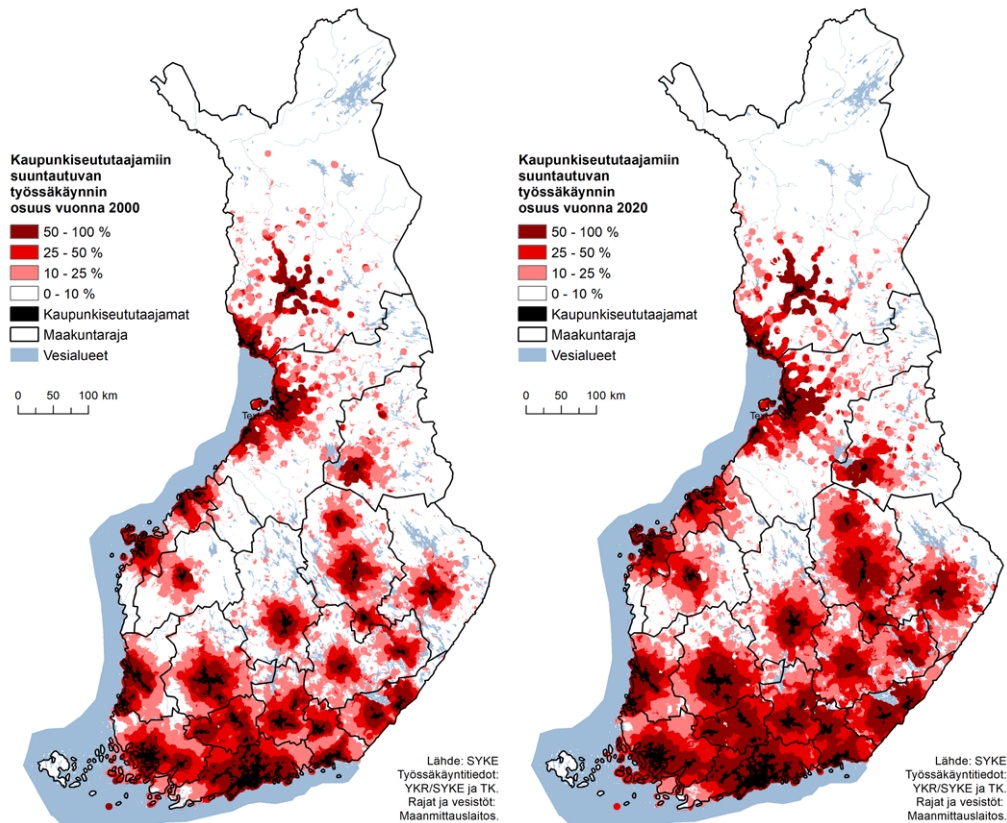 Kaupunkiseututaajamiin
suuntautuvan
työssäkäynnin
osuus vuonna 2000
50 - 100 %
25 - 50 %
10 - 25 %
0 - 10 %
Kaupunkiseututaajamat
Maakuntaraja
Vesialueet
0 50 100 km
Text
Lähde: SYKE
Työssäkäyntitiedot:
YKR/SYKE ja TK.
Rajat ja vesistöt:
Maanmittauslaitos.
Kaupunkiseututaajamiin
suuntautuvan
työssäkäynnin
osuus vuonna 2020
50 - 100 %
25 - 50 %
10 - 25 %
0 - 10 %
Kaupunkiseututaajamat
Maakuntaraja
Vesialueet
0 50 100 km
Text
Lähde: SYKE
Työssäkäyntitiedot:
YKR/SYKE ja TK.
Rajat ja vesistöt:
Maanmittauslaitos.